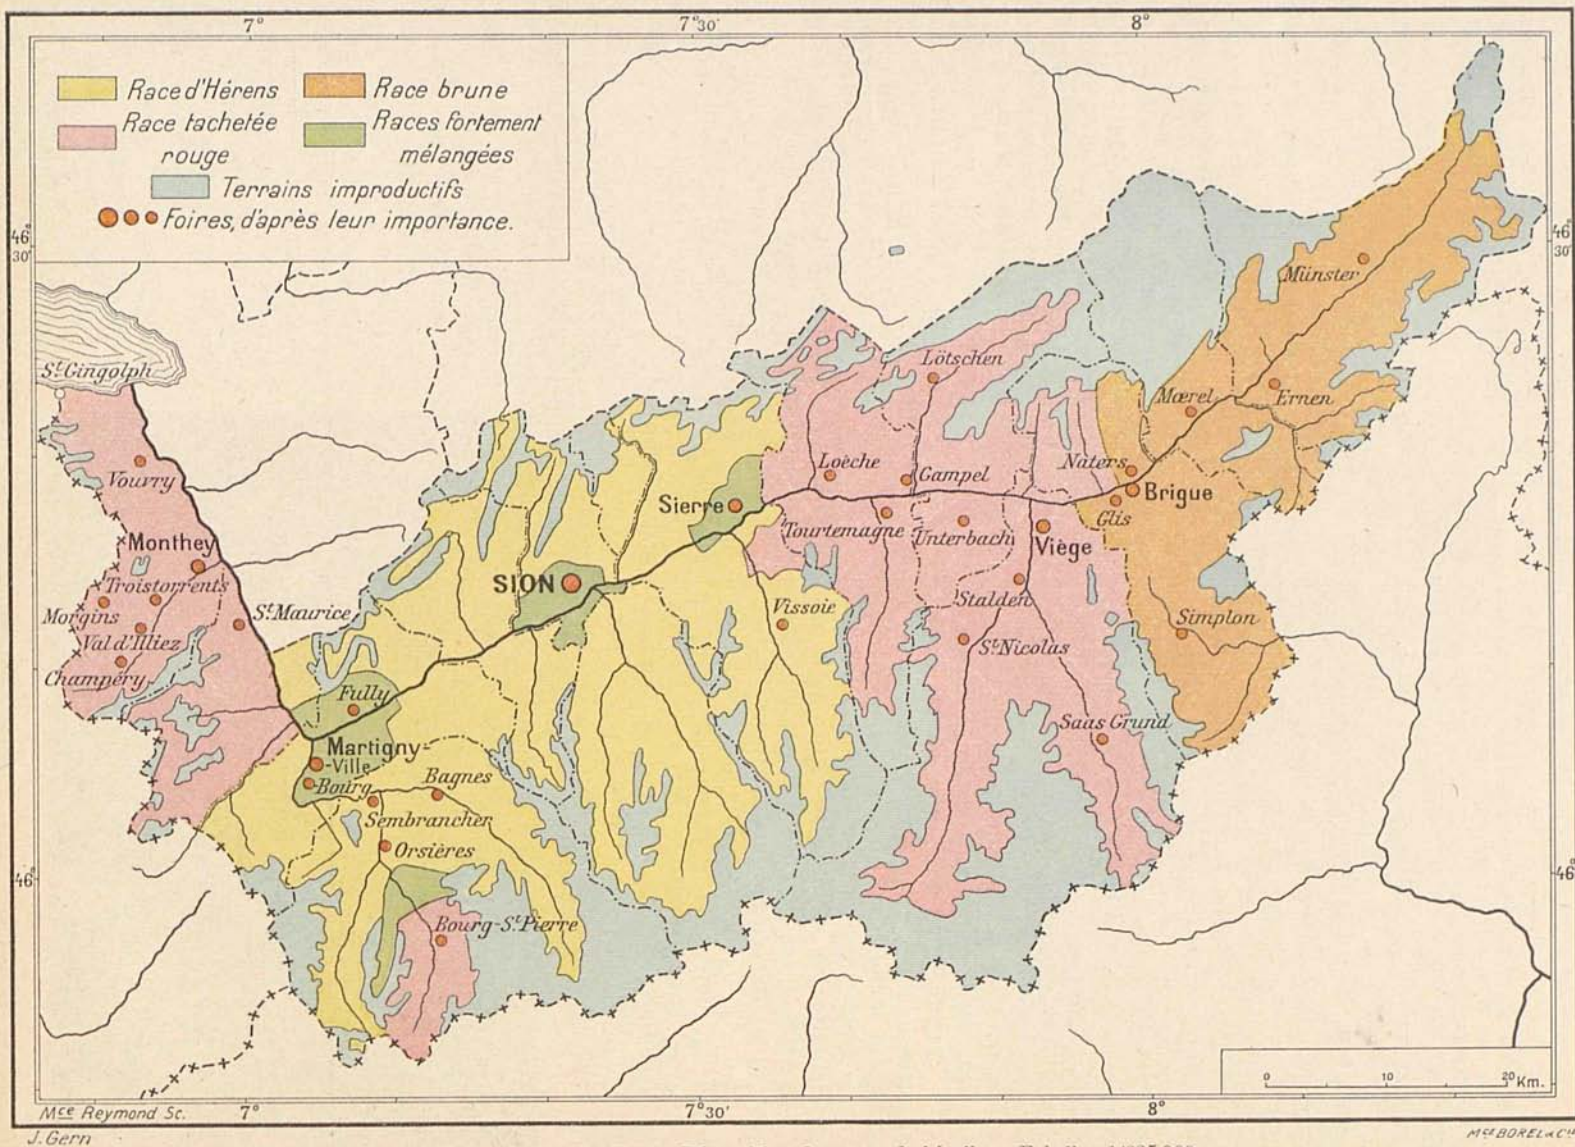 7°
7°30'
8°
Race d'Hérens
Race brune
Race tachetée
rouge
Races fortement
mélangées
Terrains improductifs
Foires, d'après leur importance.
46°
30'
46°
30'
Münster
St Gingolph
Lötschen
Mœrel
Ernen
Vouvry
Loèche
Gampel
Naters
Brigue
Glis
Sierre
Tourtemagne
Unterbach
Viège
Monthey
Troistorrents
SION
Stalden
Morgins
St Maurice
Vissoie
Simplon
Val d'Illiez
St Nicolas
Champéry
Fully
Saas Grund
Martigny-
-Ville
-Bourg
Bagnes
Sembrancher
Orsières
46°
46°
Bourg-St Pierre
0 10 20 Km.
7°
7°30'
8°
Mce Reymond Sc.
J. Gern
Mce BOREL & Cie